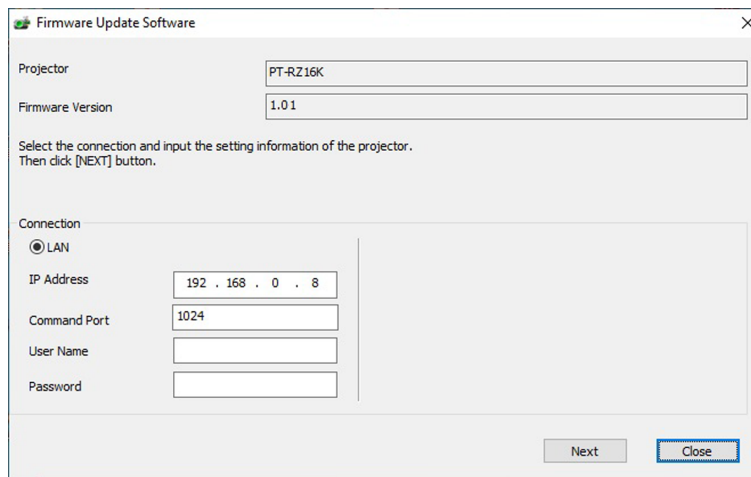 Firmware Update Software
Projector PT-RZ16K
Firmware Version 1.01
Select the connection and input the setting information of the projector.
Then click [NEXT] button.
Connection
LAN
IP Address 192 . 168 . 0 . 8
Command Port 1024
User Name
Password
Next Close